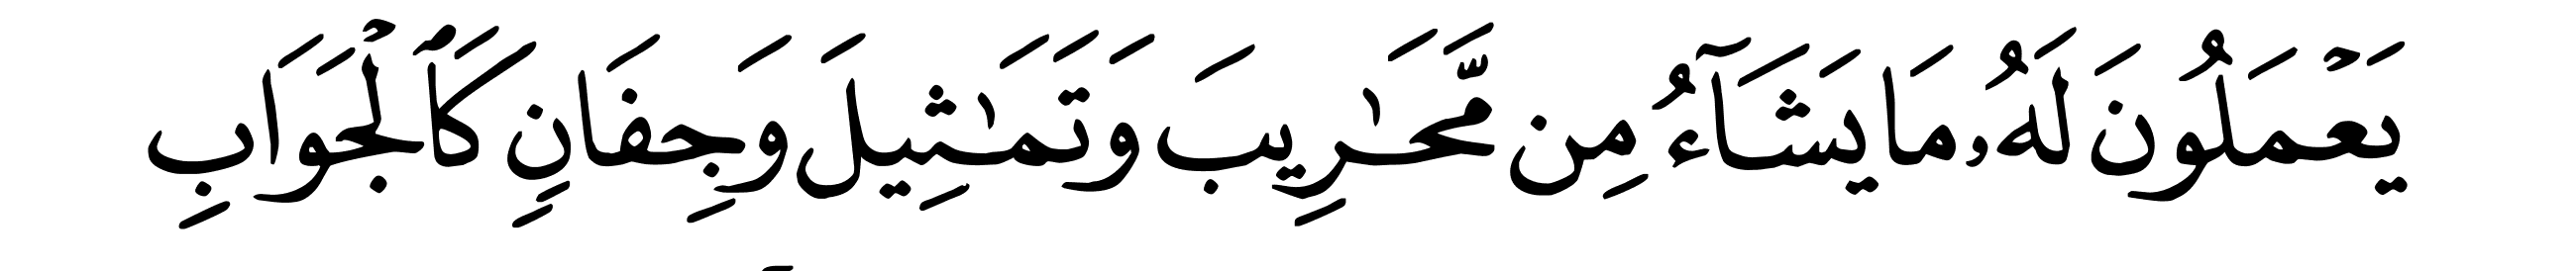 يَعۡمَلُونَ لَهُۥ مَا يَشَآءُ مِن مَّحَٰرِيبَ وَتَمَٰثِيلَ وَجِفَانٖ كَٱلۡجَوَابِ